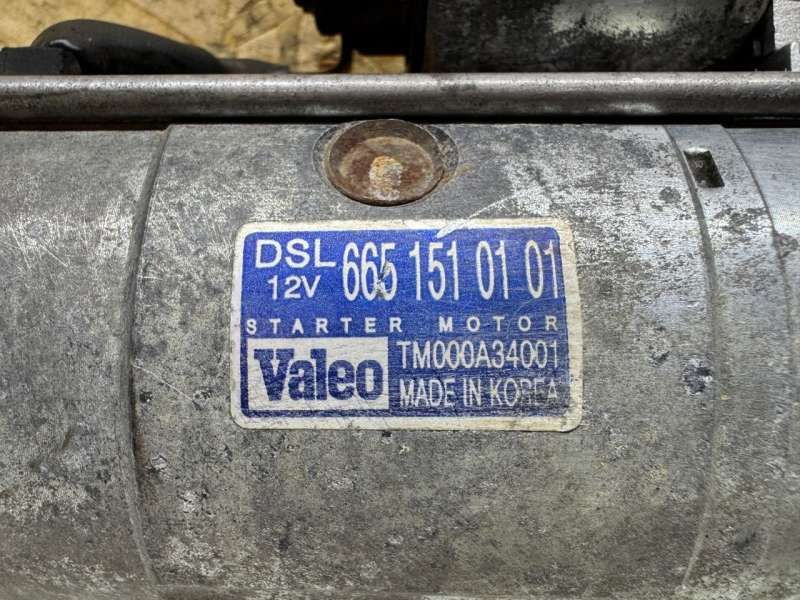 DSL 665 151 01 01
12V
STARTER MOTOR
Valeo TM000A34001
MADE IN KOREA